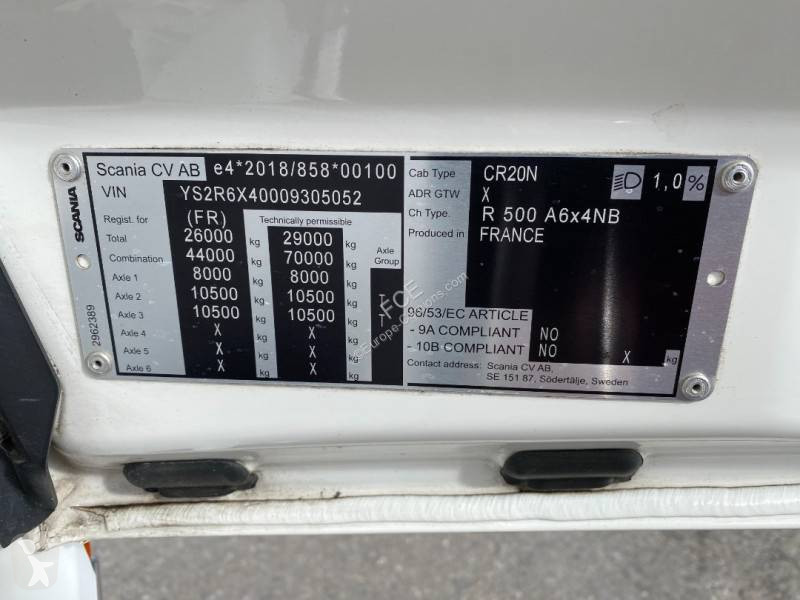 Scania CV AB e4*2018/858*00100
VIN YS2R6X40009305052
Regist. for (FR) Technically permissible
Total 26000 kg 29000 kg Axle Group
Combination 44000 kg 70000 kg
Axle 1 8000 kg 8000 kg
Axle 2 10500 kg 10500 kg
Axle 3 10500 kg 10500 kg
Axle 4 X kg X kg
Axle 5 X kg X kg
Axle 6 X kg X kg
SCANIA
2962389
Cab Type CR20N 1,0 %
ADR GTW X
Ch Type. R 500 A6x4NB
Produced in FRANCE
96/53/EC ARTICLE
- 9A COMPLIANT NO
- 10B COMPLIANT NO X kg
Contact address: Scania CV AB,
SE 151 87, Södertälje, Sweden
FCE